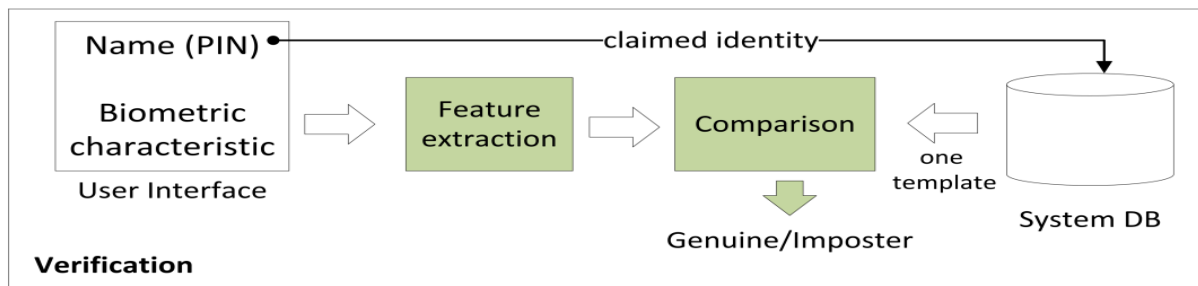 Name (PIN)
claimed identity
Biometric
characteristic
User Interface
Feature
extraction
Comparison
one
template
System DB
Genuine/Imposter
Verification